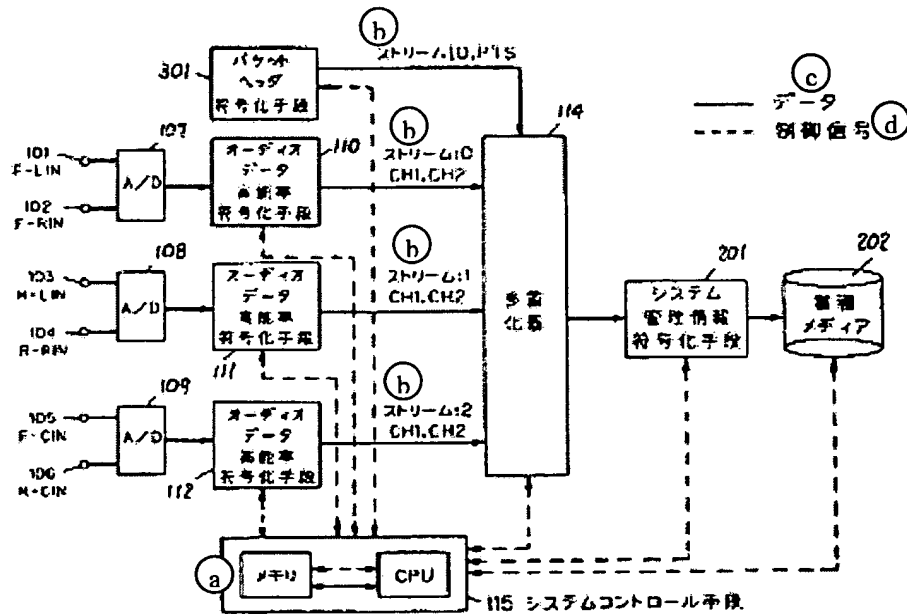 b
ストリームID,PTS
301
パケット
ヘッダ
符号化手段
c
データ
制御信号
d
114
107
101
F-LIN
A/D
102
F-RIN
110
オーディオ
データ
高能率
符号化手段
b
ストリーム:0
CH1,CH2
108
103
A/D
104
オーディオ
データ
高能率
符号化手段
111
b
ストリーム:1
CH1,CH2
多重
化器
201
システム
管理情報
符号化手段
202
蓄積
メディア
109
105
F-CIN
A/D
106
R-CIN
オーディオ
データ
高能率
符号化手段
112
b
ストリーム:2
CH1,CH2
a
メモリ
CPU
115 システムコントロール手段